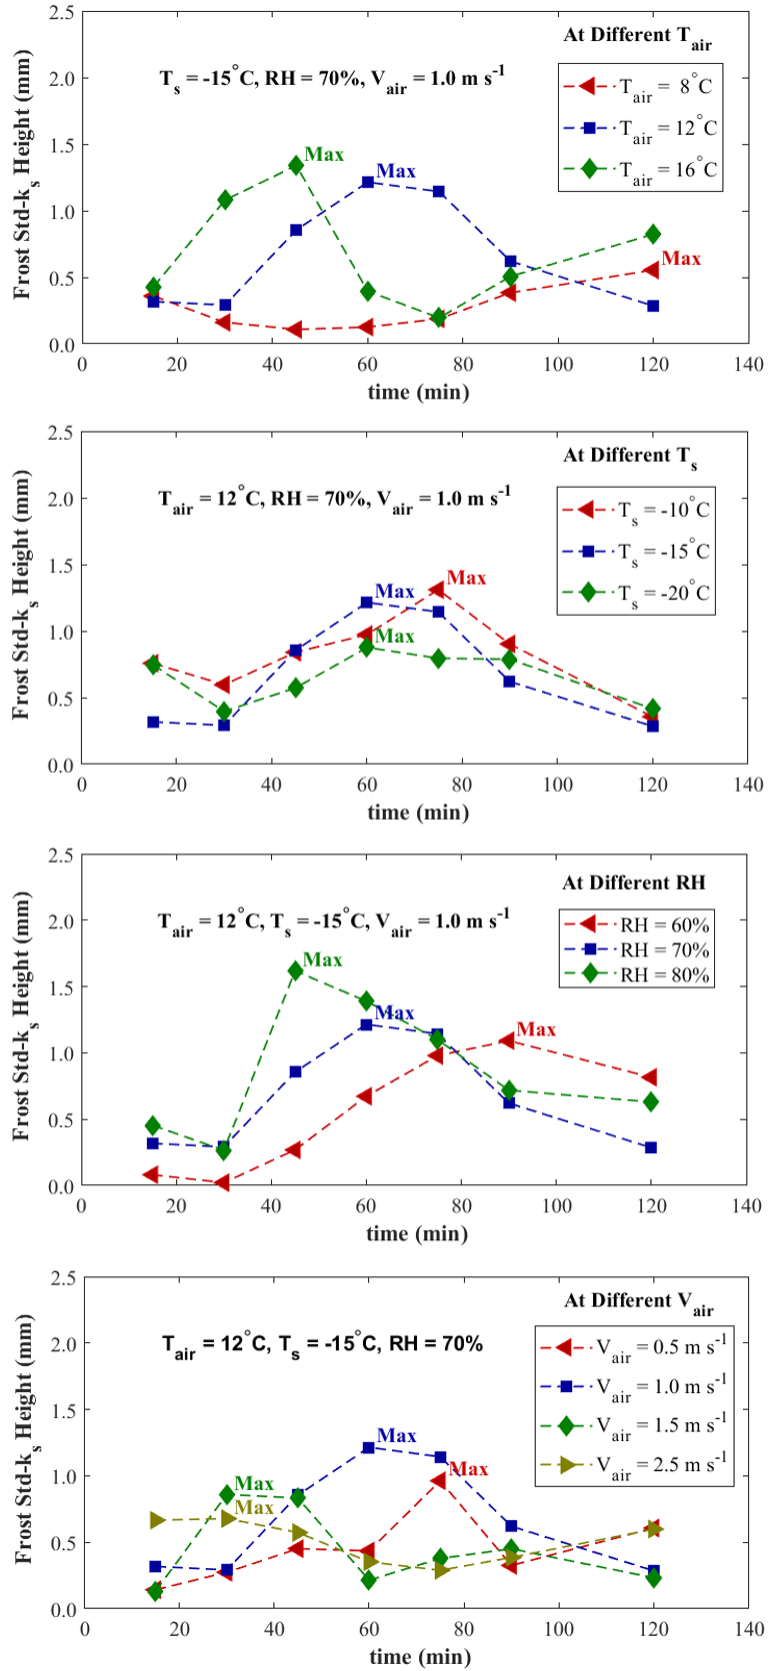 At Different T_air
T_s = -15°C, RH = 70%, V_air = 1.0 m s^-1
T_air = 8°C
T_air = 12°C
T_air = 16°C
Max
Max
Max
Frost Std-k_s Height (mm)
2.5
2.0
1.5
1.0
0.5
0.0
0 20 40 60 80 100 120 140
time (min)
At Different T_s
T_air = 12°C, RH = 70%, V_air = 1.0 m s^-1
T_s = -10°C
T_s = -15°C
T_s = -20°C
Max
Max
Max
Frost Std-k_s Height (mm)
2.5
2.0
1.5
1.0
0.5
0.0
0 20 40 60 80 100 120 140
time (min)
At Different RH
T_air = 12°C, T_s = -15°C, V_air = 1.0 m s^-1
RH = 60%
RH = 70%
RH = 80%
Max
Max
Max
Frost Std-k_s Height (mm)
2.5
2.0
1.5
1.0
0.5
0.0
0 20 40 60 80 100 120 140
time (min)
At Different V_air
T_air = 12°C, T_s = -15°C, RH = 70%
V_air = 0.5 m s^-1
V_air = 1.0 m s^-1
V_air = 1.5 m s^-1
V_air = 2.5 m s^-1
Max
Max
Max
Max
Frost Std-k_s Height (mm)
2.5
2.0
1.5
1.0
0.5
0.0
0 20 40 60 80 100 120 140
time (min)